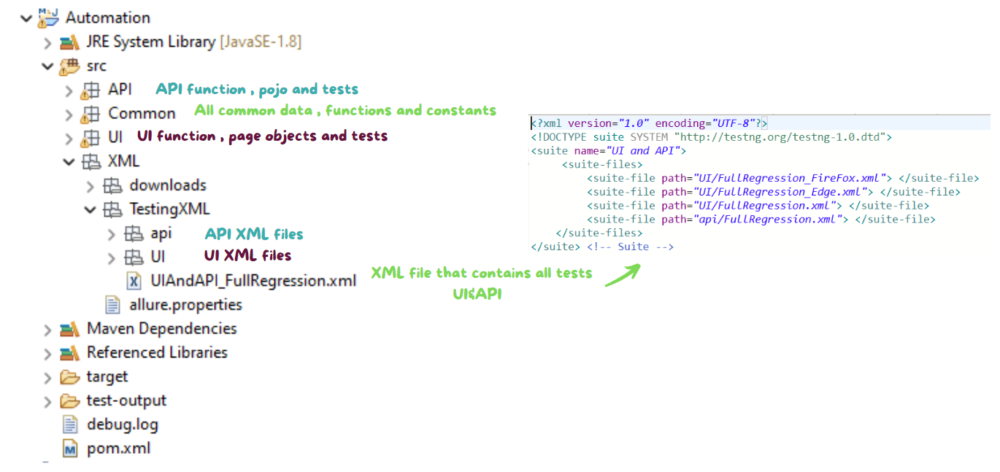 Automation
JRE System Library [JavaSE-1.8]
src
API API function , pojo and tests
Common All common data , functions and constants
UI UI function , page objects and tests
XML
downloads
TestingXML
api API XML files
UI UI XML files
UIAndAPI_FullRegression.xml XML file that contains all tests
UI&API
allure.properties
Maven Dependencies
Referenced Libraries
target
test-output
debug.log
pom.xml
<?xml version="1.0" encoding="UTF-8"?>
<!DOCTYPE suite SYSTEM "http://testng.org/testng-1.0.dtd">
<suite name="UI and API">
<suite-files>
<suite-file path="UI/FullRegression_FireFox.xml"> </suite-file>
<suite-file path="UI/FullRegression_Edge.xml"> </suite-file>
<suite-file path="UI/FullRegression.xml"> </suite-file>
<suite-file path="api/FullRegression.xml"> </suite-file>
</suite-files>
</suite> <!-- Suite -->